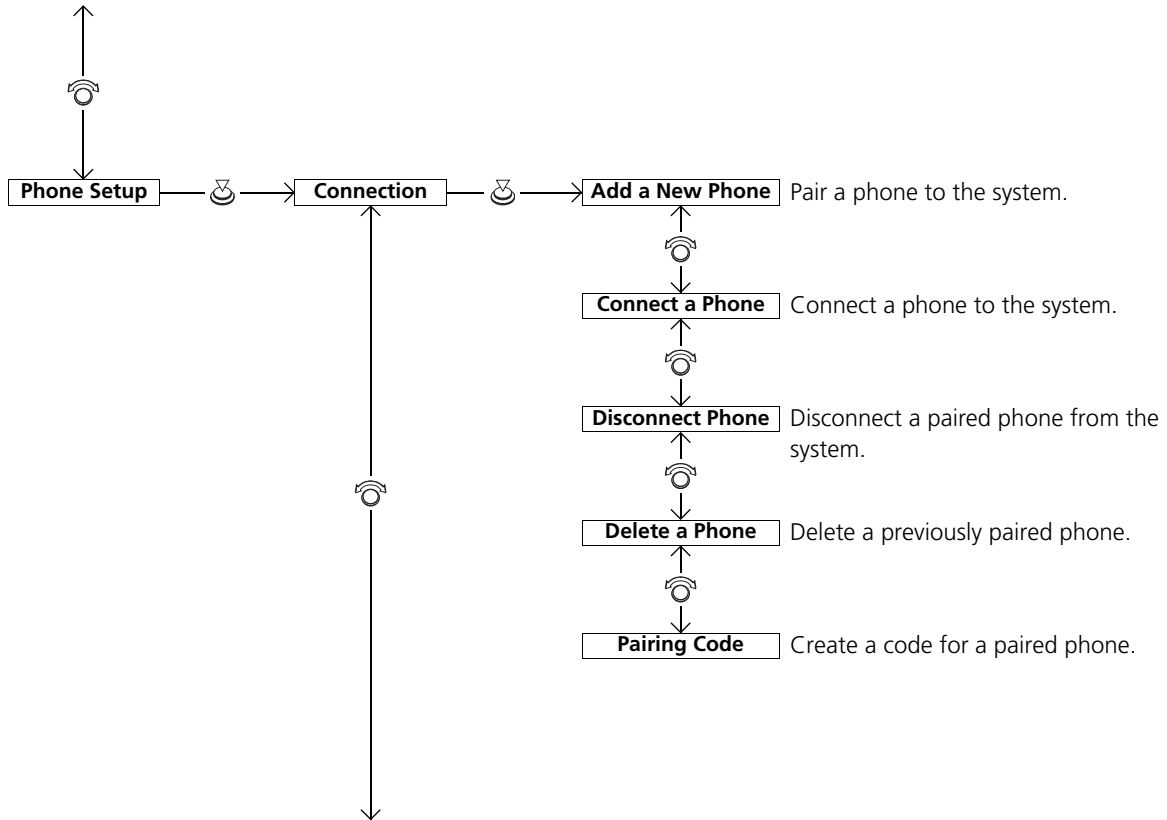 Phone Setup
Connection
Add a New Phone
Pair a phone to the system.
Connect a Phone
Connect a phone to the system.
Disconnect Phone
Disconnect a paired phone from the
system.
Delete a Phone
Delete a previously paired phone.
Pairing Code
Create a code for a paired phone.